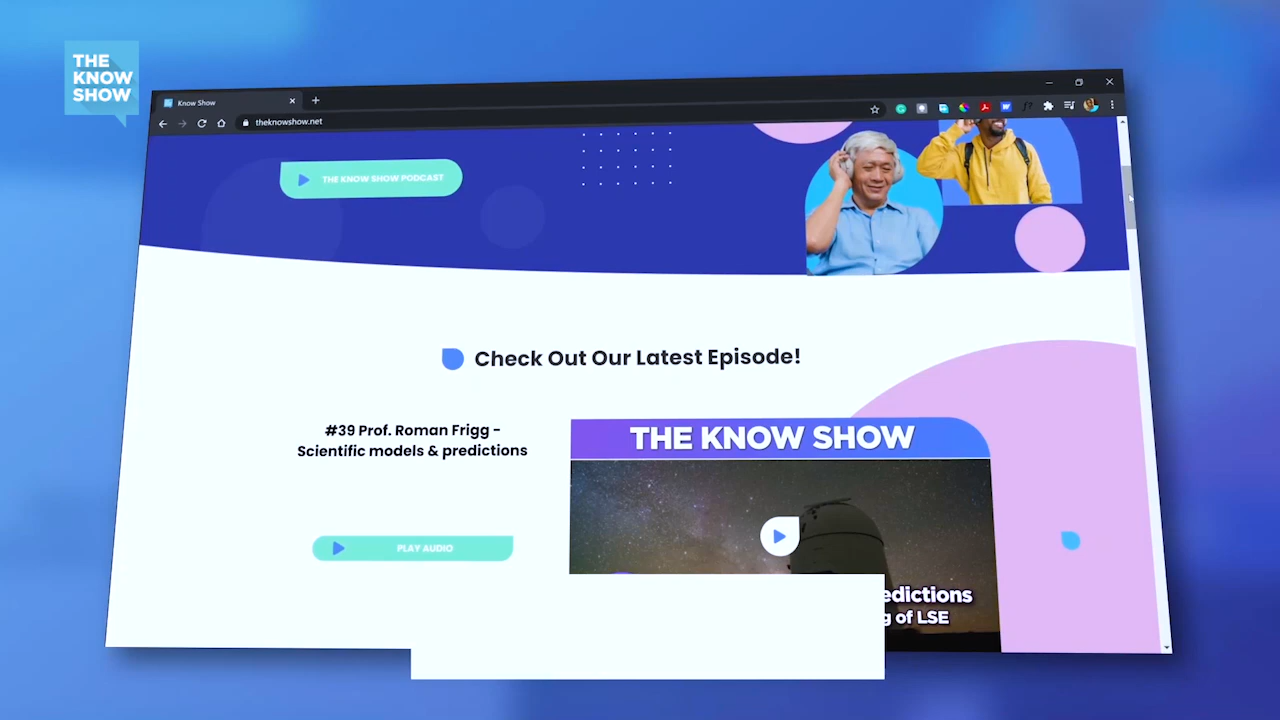 THE
KNOW
SHOW
Know Show
theknowshow.net
THE KNOW SHOW PODCAST
Check Out Our Latest Episode!
#39 Prof. Roman Frigg -
Scientific models & predictions
THE KNOW SHOW
PLAY AUDIO
of LSE